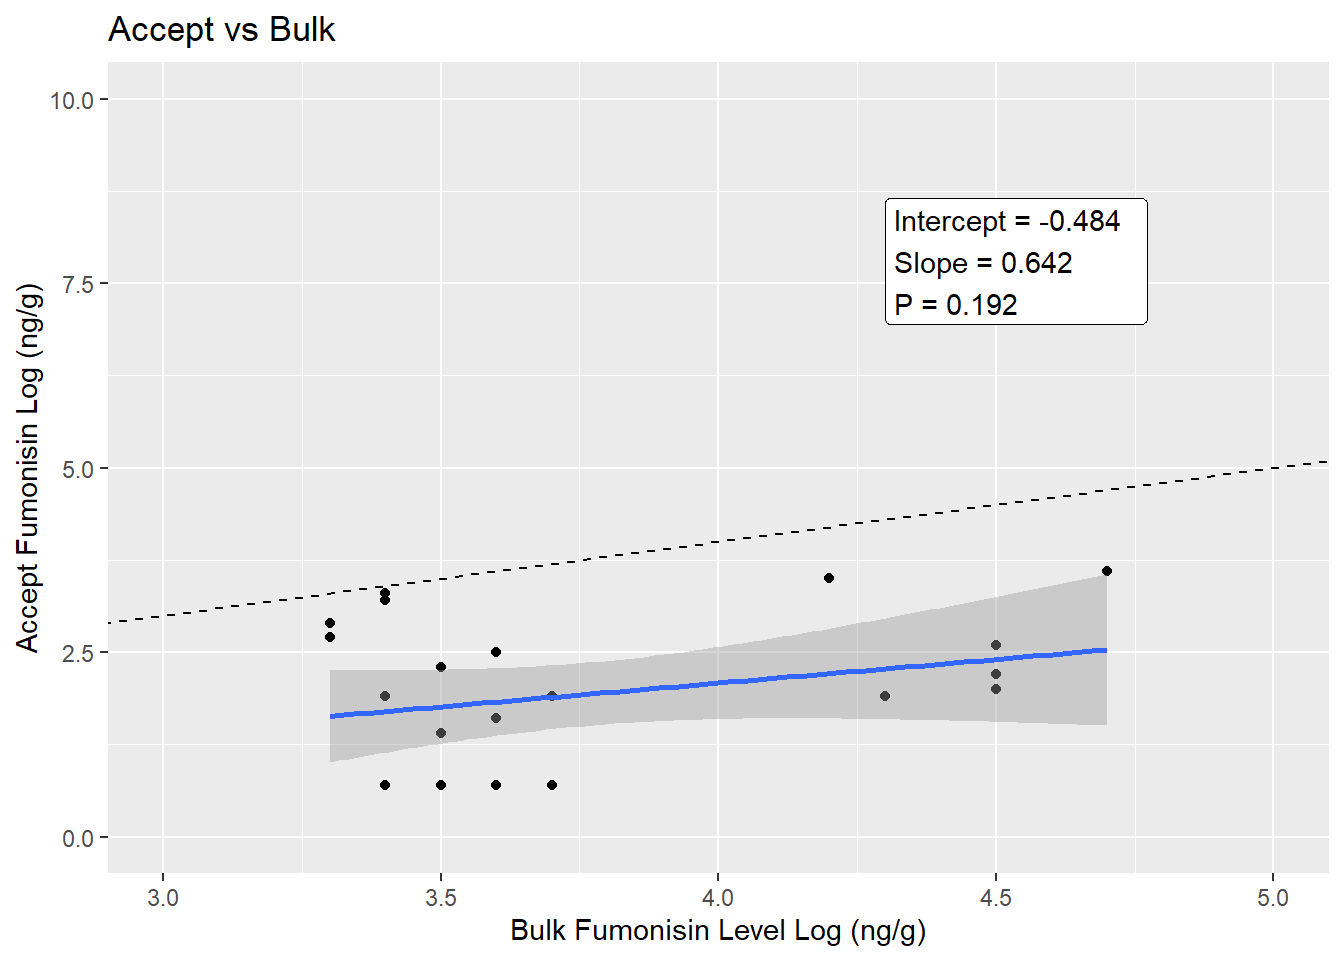 Accept vs Bulk
10.0
7.5
5.0
2.5
0.0
Accept Fumonisin Log (ng/g)
Intercept = -0.484
Slope = 0.642
P = 0.192
3.0
3.5
4.0
4.5
5.0
Bulk Fumonisin Level Log (ng/g)